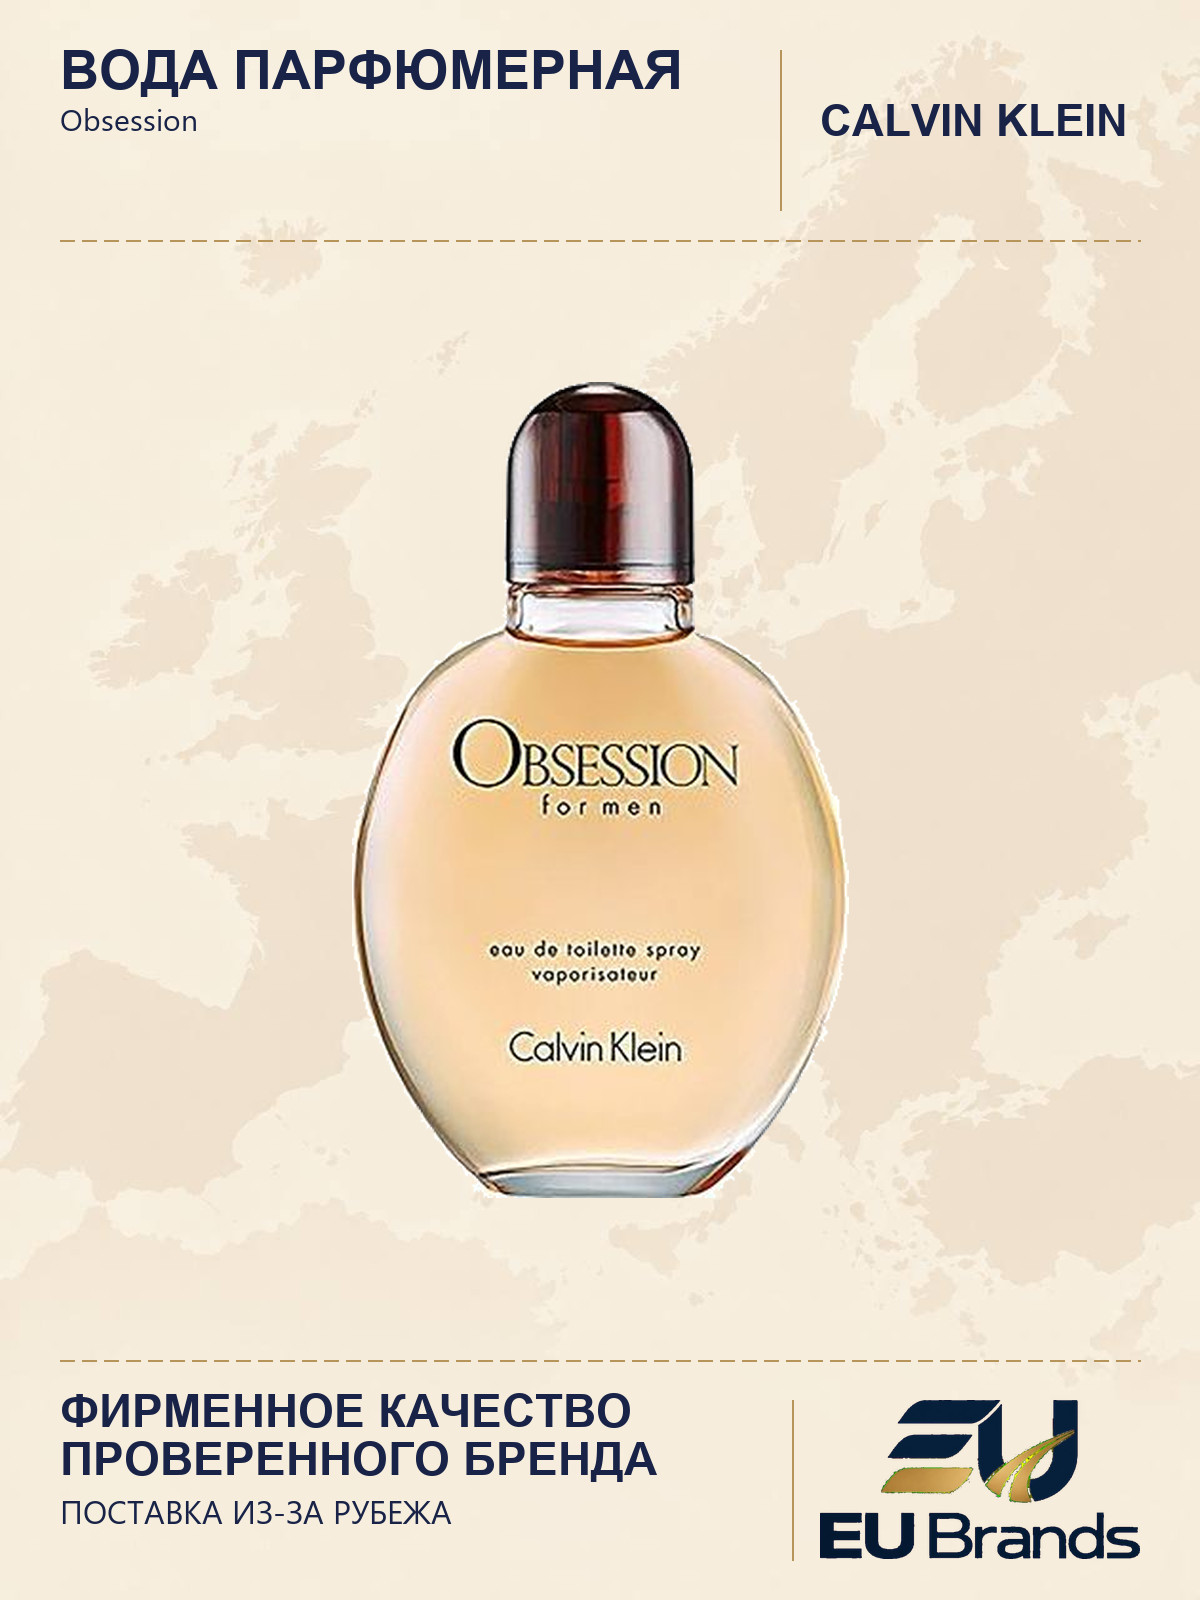 ВОДА ПАРФЮМЕРНАЯ
Obsession
CALVIN KLEIN
OBSESSION
for men
eau de toilette spray
vaporisateur
Calvin Klein
ФИРМЕННОЕ КАЧЕСТВО
ПРОВЕРЕННОГО БРЕНДА
ПОСТАВКА ИЗ-ЗА РУБЕЖА
EU
EU Brands